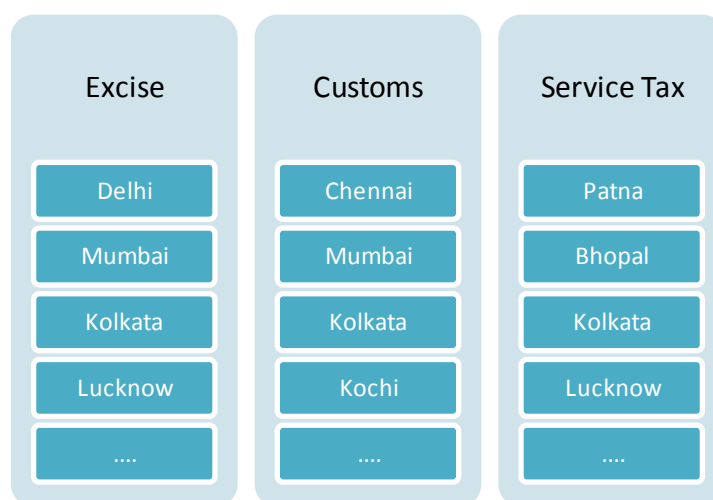 Excise
Delhi
Mumbai
Kolkata
Lucknow
....
Customs
Chennai
Mumbai
Kolkata
Kochi
....
Service Tax
Patna
Bhopal
Kolkata
Lucknow
....